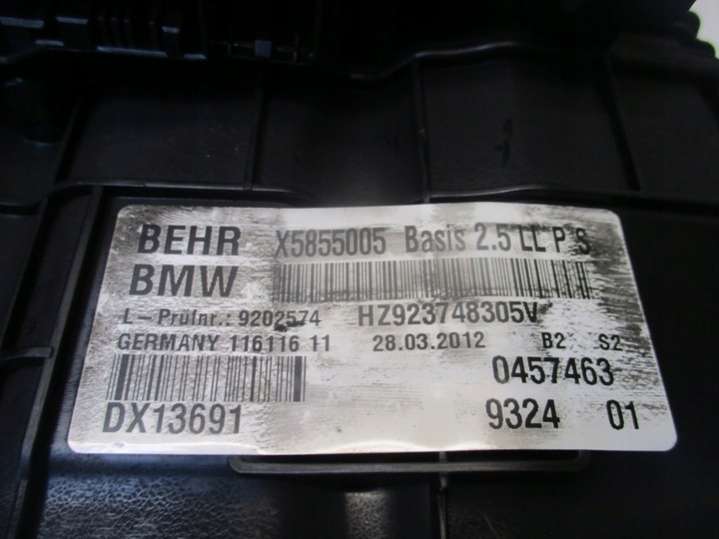 BEHR X5855005 Basis 2.5 LL P S
BMW
L-Prüfnr.: 9202574 HZ923748305V
GERMANY 116116 11 28.03.2012 B2 S2
0457463
DX13691 9324 01